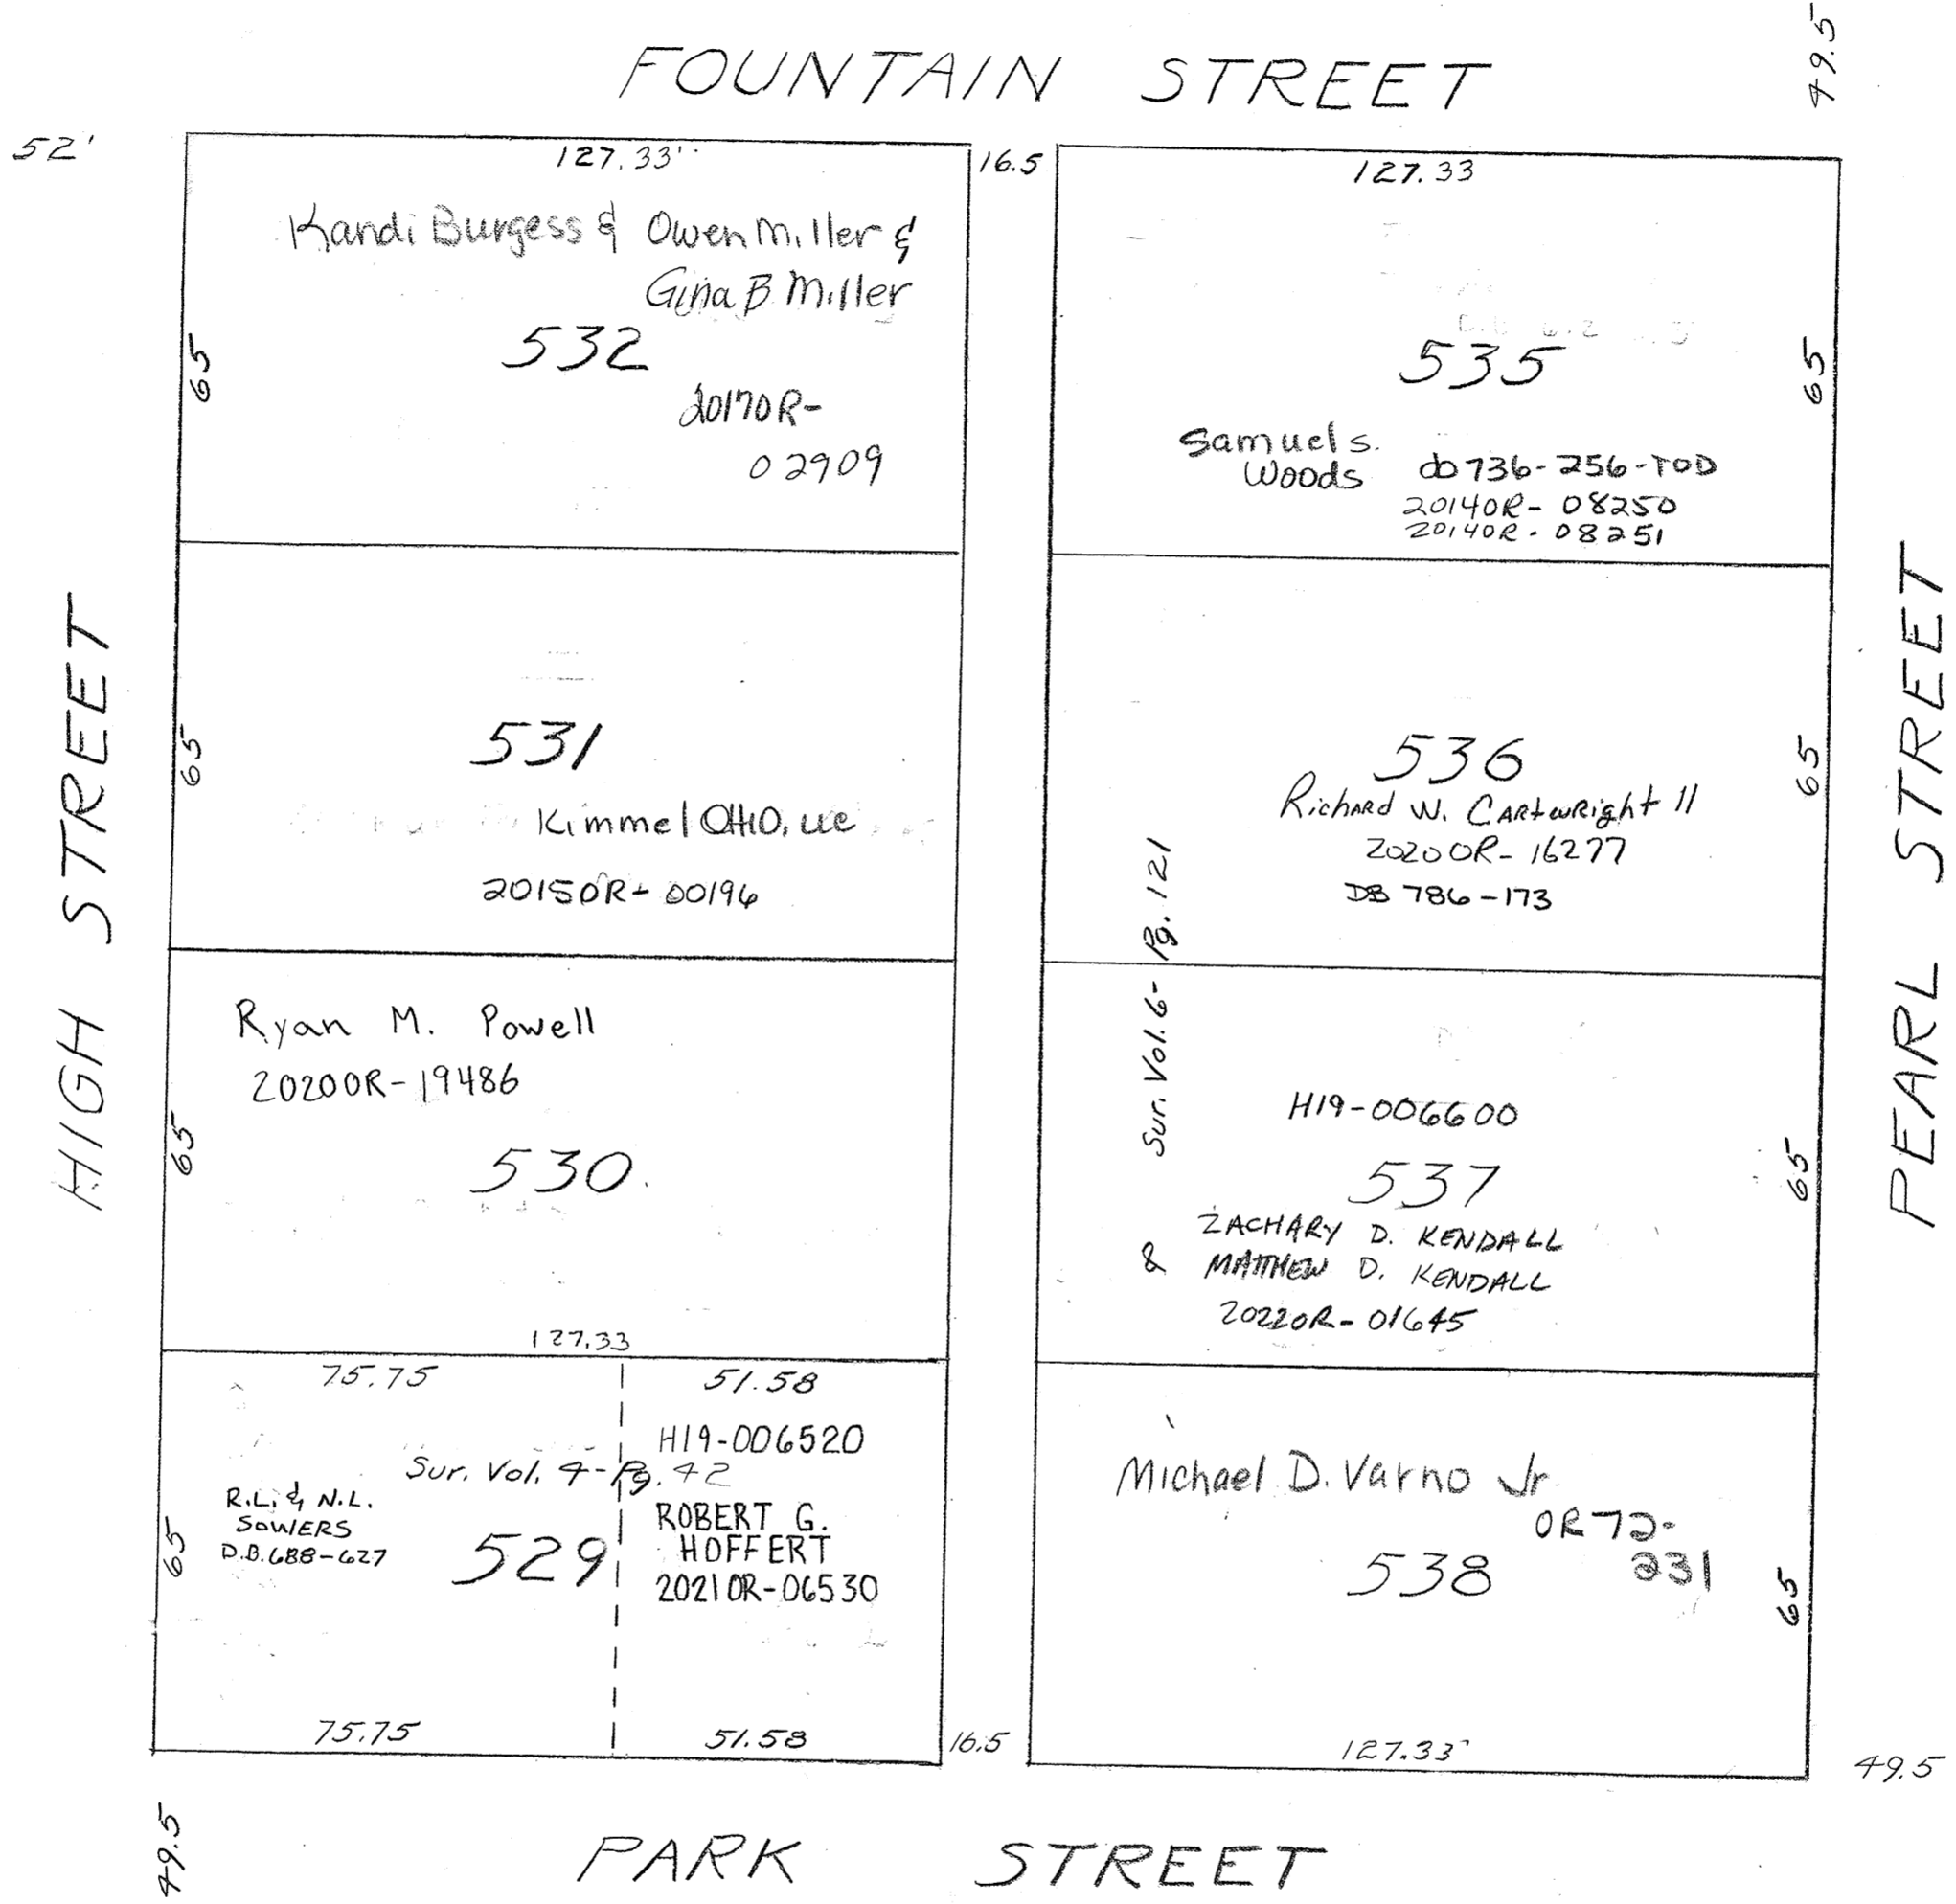 FOUNTAIN STREET
49.5
52'
127.33'
16.5
127.33
Kandi Burgess & Owen Miller &
Gina B Miller
532
20170R-
02909
65
535
Samuel S.
Woods
db 736-256-TOD
20140R- 08250
20140R- 08251
65
HIGH STREET
531
Kimmel OHIO, LLC
20150R- 00196
65
536
Richard W. Cartwright II
20200R- 16277
DB 786-173
65
PEARL STREET
Ryan M. Powell
20200R- 19486
530
65
127.33
Sur. Vol. 6- Pg. 121
H19-006600
537
ZACHARY D. KENDALL
& MATTHEW D. KENDALL
20220R- 01645
65
75.75
51.58
H19-006520
Sur. Vol. 4-Pg. 42
R.L. & N.L.
SOWERS
D.B. 688-627
529
ROBERT G.
HOFFERT
20210R-06530
65
75.75
51.58
16.5
Michael D. Varno Jr
OR 72-
231
538
65
127.33'
49.5
49.5
PARK STREET